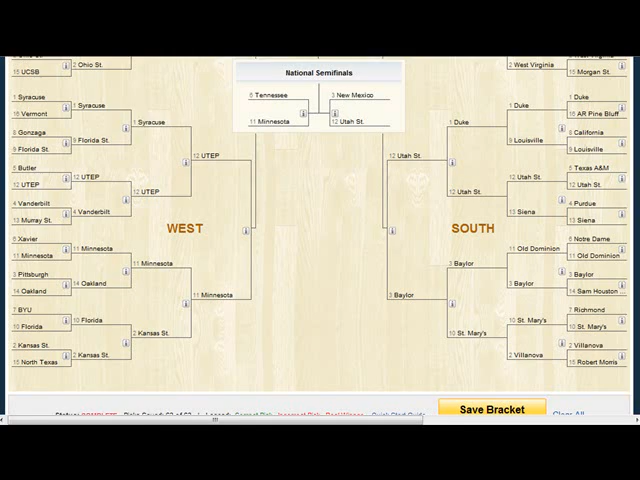 15 UCSB
2 Ohio St.
National Semifinals
6 Tennessee
3 New Mexico
11 Minnesota
12 Utah St.
2 West Virginia
15 Morgan St.
1 Syracuse
16 Vermont
8 Gonzaga
9 Florida St.
5 Butler
12 UTEP
4 Vanderbilt
13 Murray St.
6 Xavier
11 Minnesota
3 Pittsburgh
14 Oakland
7 BYU
10 Florida
2 Kansas St.
15 North Texas
1 Syracuse
9 Florida St.
12 UTEP
4 Vanderbilt
11 Minnesota
14 Oakland
10 Florida
2 Kansas St.
1 Syracuse
12 UTEP
11 Minnesota
2 Kansas St.
12 UTEP
11 Minnesota
WEST
SOUTH
12 Utah St.
3 Baylor
1 Duke
12 Utah St.
3 Baylor
10 St. Mary's
1 Duke
9 Louisville
12 Utah St.
13 Siena
11 Old Dominion
3 Baylor
10 St. Mary's
2 Villanova
1 Duke
16 AR Pine Bluff
8 California
9 Louisville
5 Texas A&M
12 Utah St.
4 Purdue
13 Siena
6 Notre Dame
11 Old Dominion
3 Baylor
14 Sam Houston ...
7 Richmond
10 St. Mary's
2 Villanova
15 Robert Morris
Save Bracket
Clear All